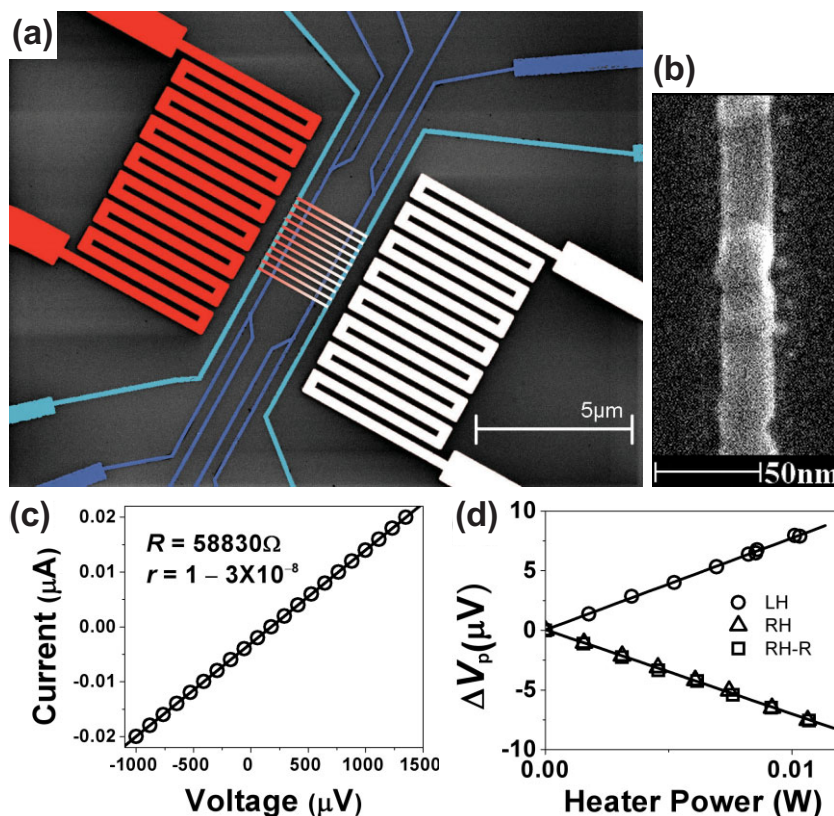 (a)
5μm
(b)
50nm
(c)
R = 58830Ω
r = 1 – 3X10⁻⁸
Current (μA)
0.02
0.01
0.00
-0.01
-0.02
-1000 -500 0 500 1000 1500
Voltage (μV)
(d)
ΔVp(μV)
10
5
0
-5
-10
LH
RH
RH-R
0.00 0.01
Heater Power (W)